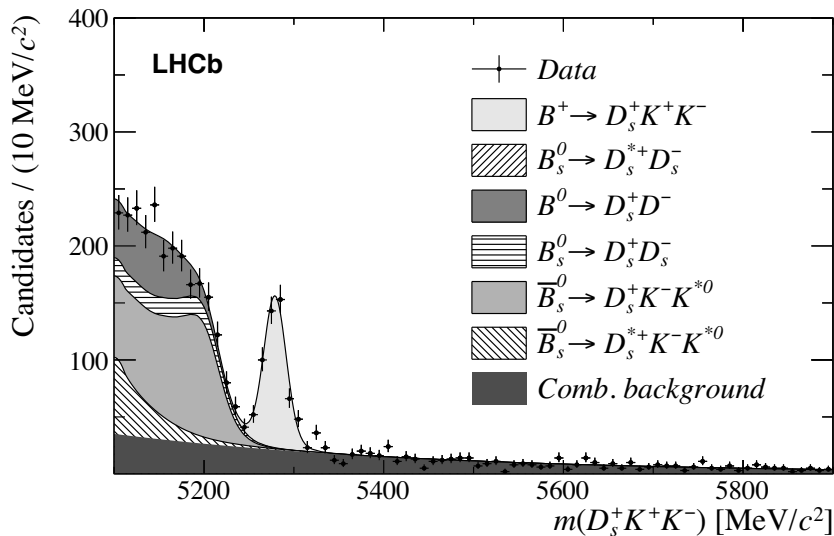 Candidates / (10 MeV/c²)
400
300
200
100
LHCb
Data
B⁺ → D_s⁺K⁺K⁻
B_s⁰ → D_s*⁺D_s⁻
B⁰ → D_s⁺D⁻
B_s⁰ → D_s⁺D_s⁻
B̅_s⁰ → D_s⁺K⁻K*⁰
B̅_s⁰ → D_s*⁺K⁻K*⁰
Comb. background
5200
5400
5600
5800
m(D_s⁺K⁺K⁻) [MeV/c²]